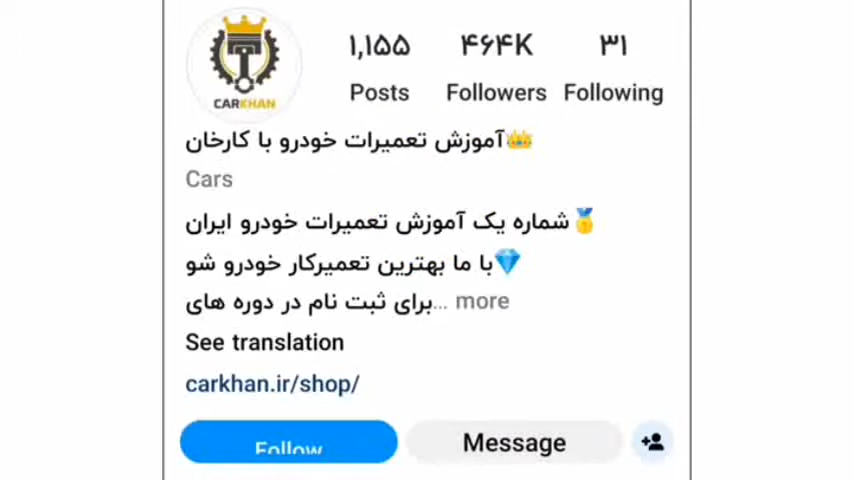 CARKHAN
۱,۱۵۵ ۴۶۴K ۳۱
Posts Followers Following
👑آموزش تعمیرات خودرو با کارخان
Cars
🥇شماره یک آموزش تعمیرات خودرو ایران
💎با ما بهترین تعمیرکار خودرو شو
برای ثبت نام در دوره های... more
See translation
carkhan.ir/shop/
Follow Message